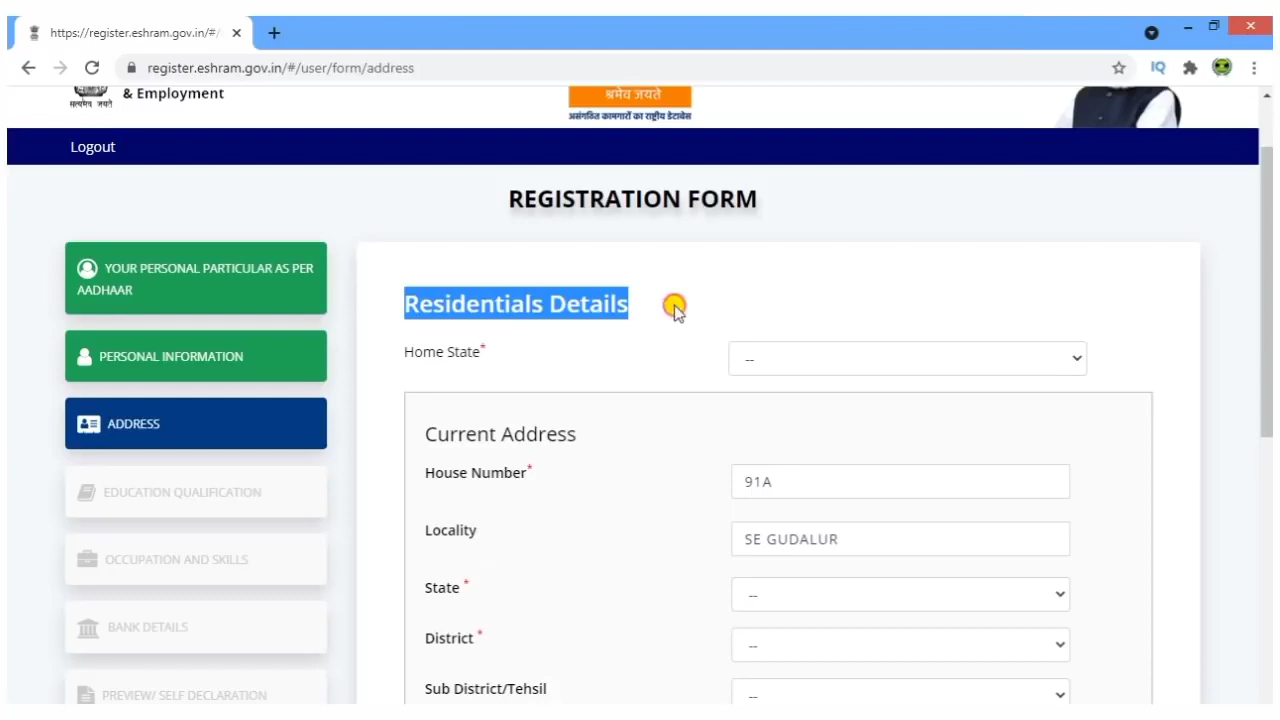 https://register.eshram.gov.in/#/
register.eshram.gov.in/#/user/form/address
IQ
सत्यमेव जयते
& Employment
श्रमेव जयते
असंगठित कामगारों का राष्ट्रीय डेटाबेस
Logout
REGISTRATION FORM
YOUR PERSONAL PARTICULAR AS PER
AADHAAR
PERSONAL INFORMATION
ADDRESS
EDUCATION QUALIFICATION
OCCUPATION AND SKILLS
BANK DETAILS
PREVIEW/ SELF DECLARATION
Residentials Details
Home State*
--
Current Address
House Number*
91A
Locality
SE GUDALUR
State *
--
District *
--
Sub District/Tehsil
--